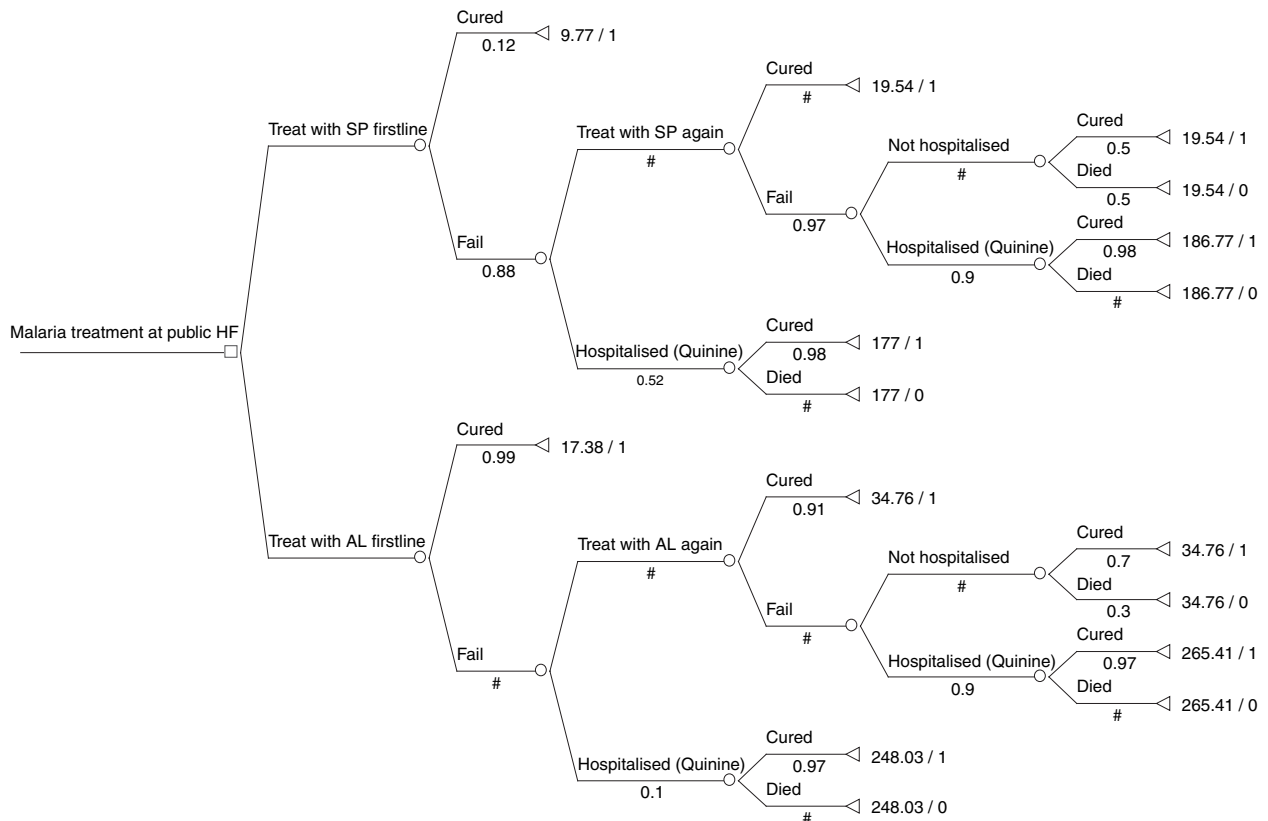 Cured
0.12
9.77 / 1
Cured
#
19.54 / 1
Treat with SP firstline
Treat with SP again
#
Cured
0.5
19.54 / 1
Not hospitalised
#
Died
0.5
19.54 / 0
Fail
0.97
Fail
0.88
Cured
0.98
186.77 / 1
Hospitalised (Quinine)
0.9
Died
#
186.77 / 0
Malaria treatment at public HF
Hospitalised (Quinine)
0.52
Cured
0.98
177 / 1
Died
#
177 / 0
Cured
0.99
17.38 / 1
Cured
0.91
34.76 / 1
Treat with AL firstline
Treat with AL again
#
Cured
0.7
34.76 / 1
Not hospitalised
#
Died
0.3
34.76 / 0
Fail
#
Fail
#
Cured
0.97
265.41 / 1
Hospitalised (Quinine)
0.9
Died
#
265.41 / 0
Hospitalised (Quinine)
0.1
Cured
0.97
248.03 / 1
Died
#
248.03 / 0